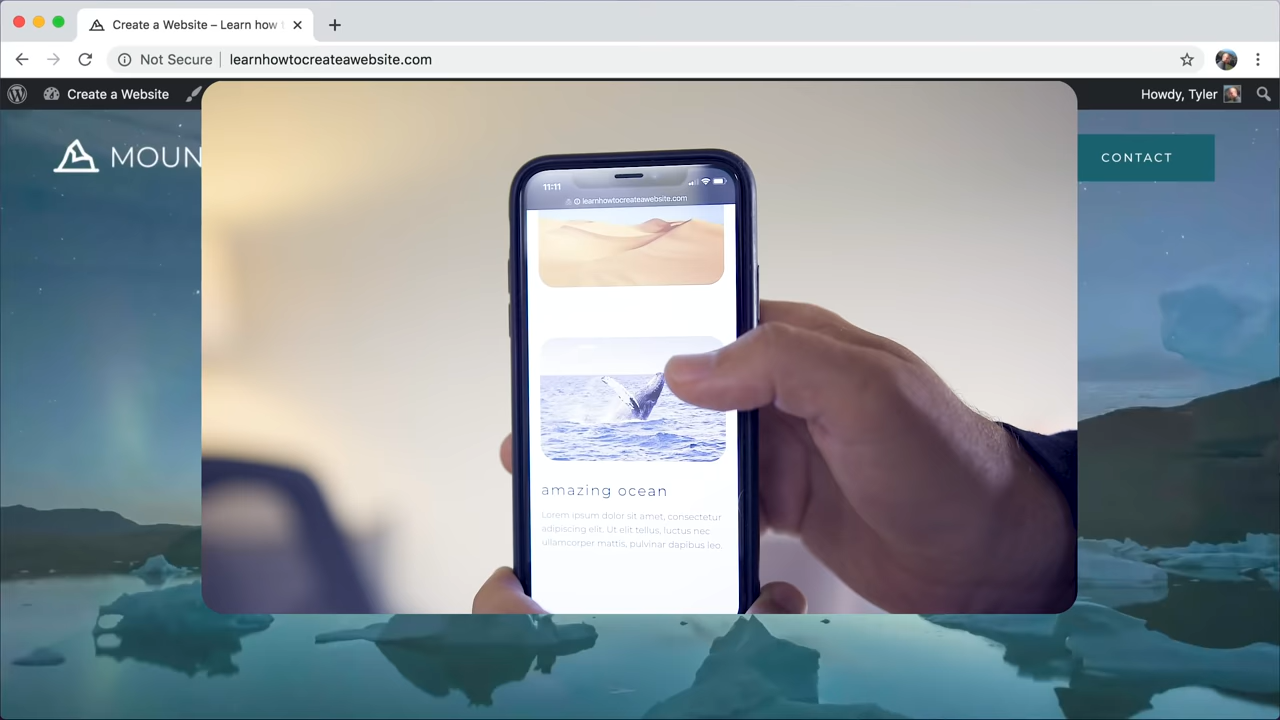 Create a Website – Learn how t
Not Secure
learnhowtocreateawebsite.com
Create a Website
Howdy, Tyler
MOUN
CONTACT
11:11
learnhowtocreateawebsite.com
amazing ocean
Lorem ipsum dolor sit amet, consectetur
adipiscing elit. Ut elit tellus, luctus nec
ullamcorper mattis, pulvinar dapibus leo.